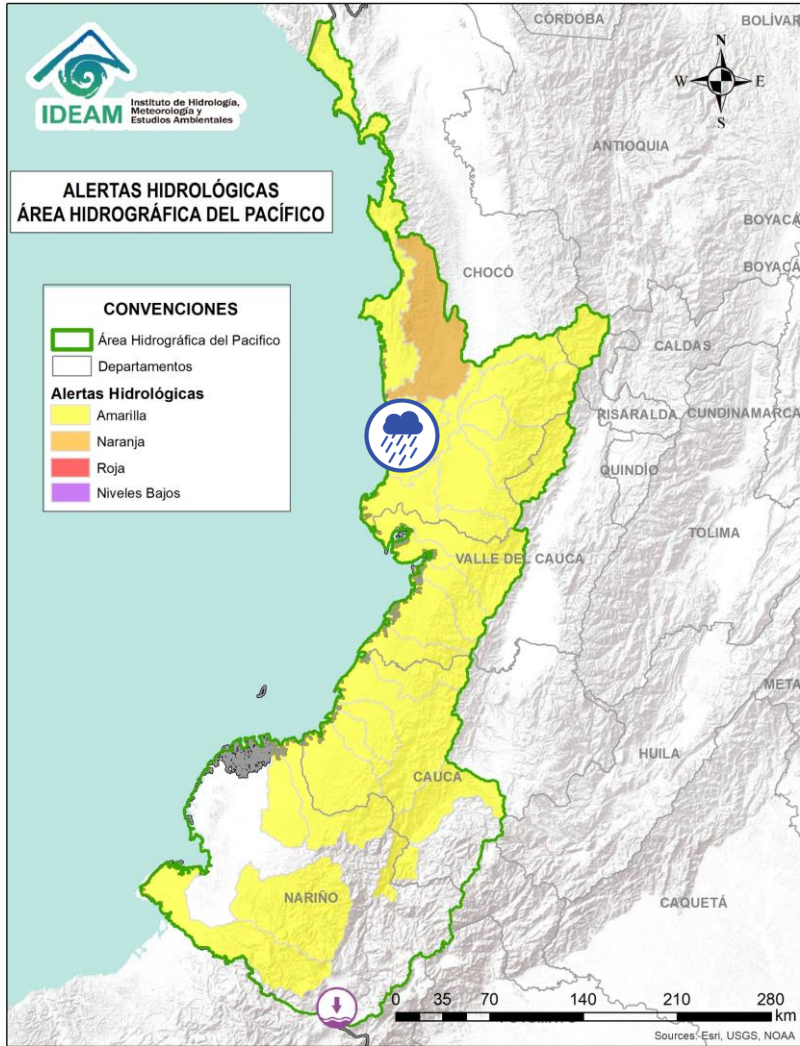 IDEAM
Instituto de Hidrología,
Meteorología y
Estudios Ambientales
ALERTAS HIDROLÓGICAS
ÁREA HIDROGRÁFICA DEL PACÍFICO
CONVENCIONES
Área Hidrográfica del Pacífico
Departamentos
Alertas Hidrológicas
Amarilla
Naranja
Roja
Niveles Bajos
N
W E
S
CÓRDOBA
BOLÍVAR
ANTIOQUIA
BOYACÁ
BOYACÁ
CHOCÓ
CALDAS
RISARALDA
CUNDINAMARCA
QUINDÍO
TOLIMA
VALLE DEL CAUCA
META
HUILA
CAUCA
NARIÑO
CAQUETÁ
0 35 70 140 210 280
km
Sources: Esri, USGS, NOAA